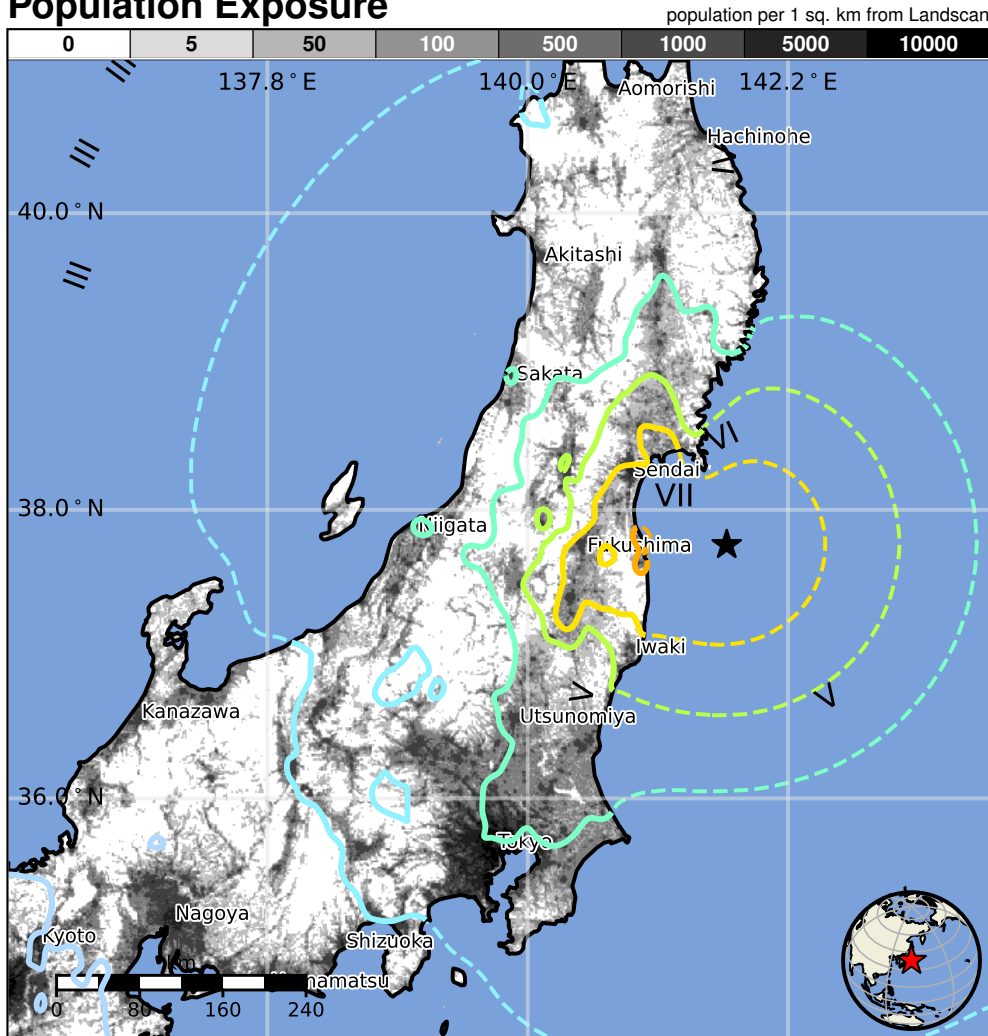 Population Exposure
population per 1 sq. km from Landscan
0 5 50 100 500 1000 5000 10000
137.8°E 140.0°E 142.2°E
Aomorishi
Hachinohe
III
III
40.0°N
Akitashi
III
Sakata
VI
Sendai
VII
38.0°N
Niigata
Fukushima
Iwaki
V
Utsunomiya
Kanazawa
36.0°N
Tokyo
Nagoya
Kyoto
Shizuoka
km
0 80 160 240